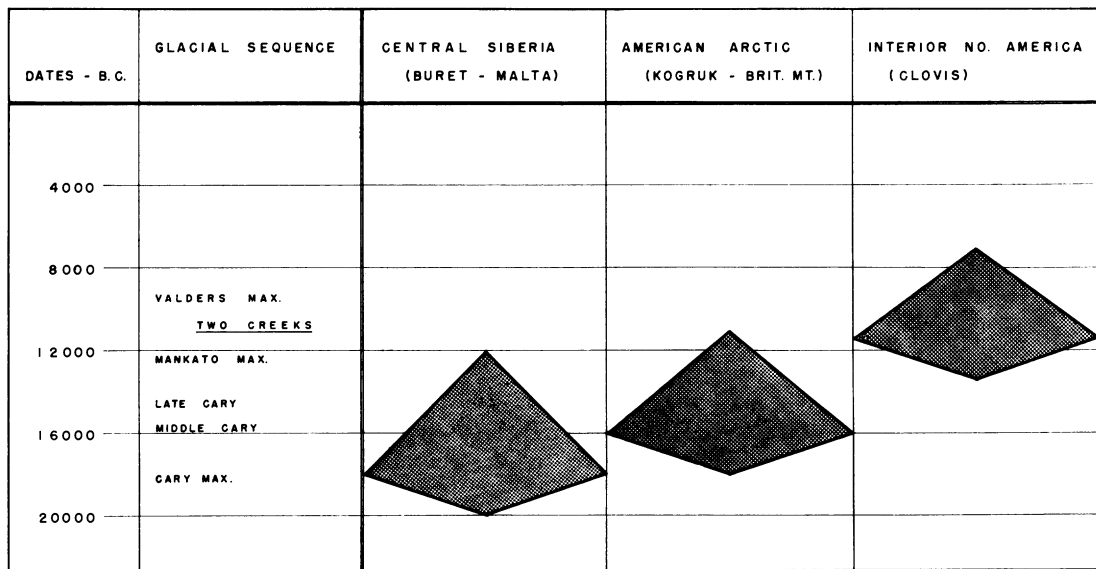 DATES - B.C.
GLACIAL SEQUENCE
CENTRAL SIBERIA
(BURET - MALTA)
AMERICAN ARCTIC
(KOGRUK - BRIT. MT.)
INTERIOR NO. AMERICA
(CLOVIS)
4000
8000
VALDERS MAX.
TWO CREEKS
12000
MANKATO MAX.
LATE CARY
MIDDLE CARY
16000
CARY MAX.
20000